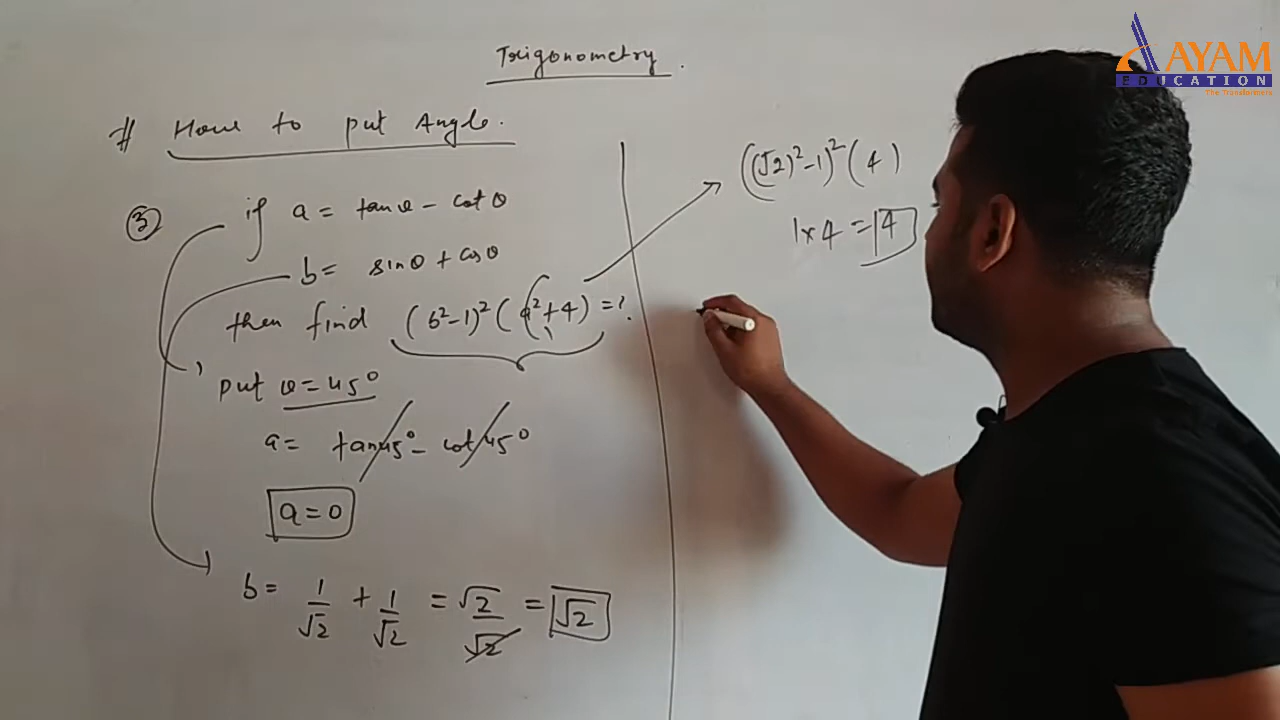 Trigonometry.
# How to put Angle.
③ if a = tanθ - cotθ
b = sinθ + cosθ
then find (b²-1)² (a²+4) = ?.
put θ = 45°
a = tan45° - cot45°
a = 0
b = 1/√2 + 1/√2 = √2/√2 = √2
((√2)²-1)² (4)
1×4 = 4
AYAM
EDUCATION
The Transformers